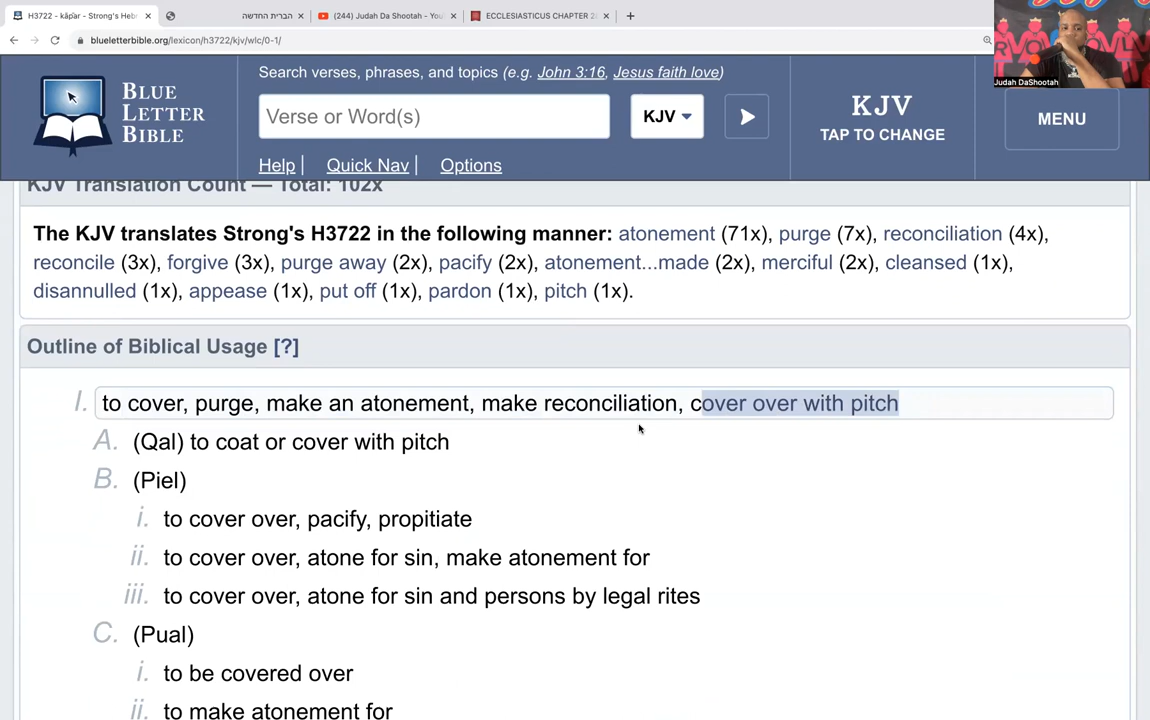 H3722 - kāp̄ar - Strong's Heb
הברית החדשה
(244) Judah Da Shootah - You
ECCLESIASTICUS CHAPTER 2
blueletterbible.org/lexicon/h3722/kjv/wlc/0-1/
Judah DaShootah
BLUE
LETTER
BIBLE
Search verses, phrases, and topics (e.g. John 3:16, Jesus faith love)
Verse or Word(s)
KJV
KJV
TAP TO CHANGE
MENU
Help | Quick Nav | Options
KJV Translation Count — Total: 102x
The KJV translates Strong's H3722 in the following manner: atonement (71x), purge (7x), reconciliation (4x),
reconcile (3x), forgive (3x), purge away (2x), pacify (2x), atonement...made (2x), merciful (2x), cleansed (1x),
disannulled (1x), appease (1x), put off (1x), pardon (1x), pitch (1x).
Outline of Biblical Usage [?]
I. to cover, purge, make an atonement, make reconciliation, cover over with pitch
A. (Qal) to coat or cover with pitch
B. (Piel)
i. to cover over, pacify, propitiate
ii. to cover over, atone for sin, make atonement for
iii. to cover over, atone for sin and persons by legal rites
C. (Pual)
i. to be covered over
ii. to make atonement for